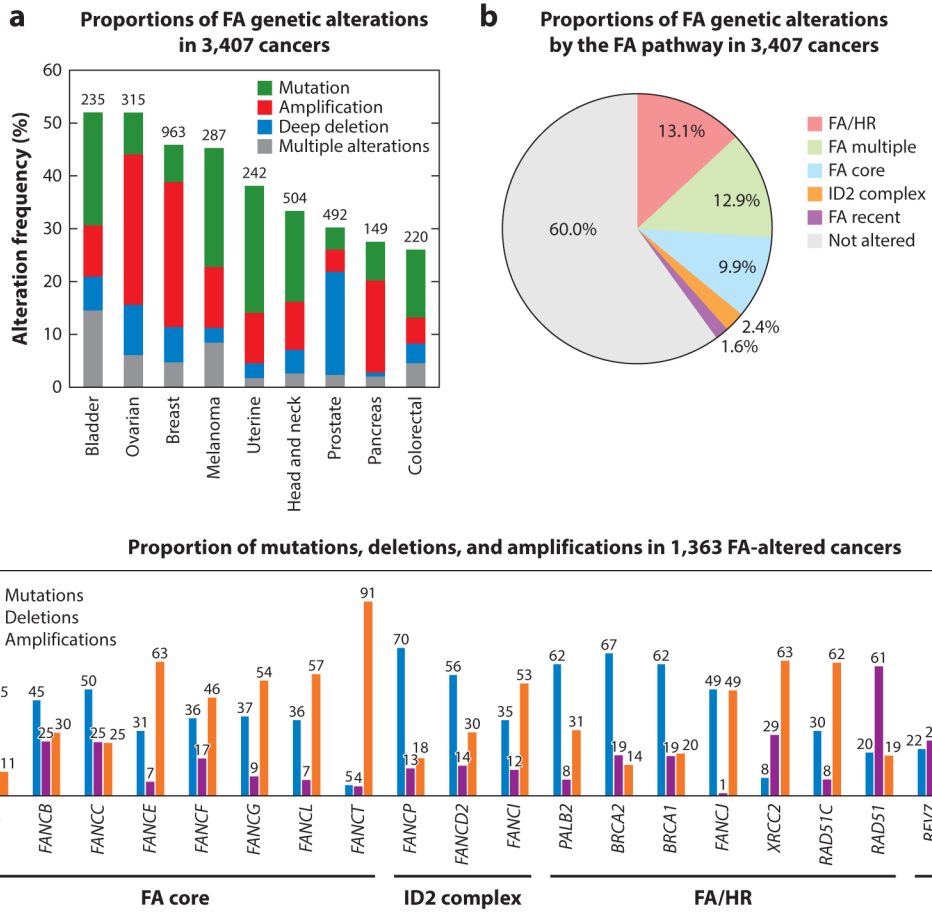 a
Proportions of FA genetic alterations
in 3,407 cancers
60
50
40
30
20
10
0
Alteration frequency (%)
235
315
963
287
242
504
492
149
220
Mutation
Amplification
Deep deletion
Multiple alterations
Bladder
Ovarian
Breast
Melanoma
Uterine
Head and neck
Prostate
Pancreas
Colorectal
b
Proportions of FA genetic alterations
by the FA pathway in 3,407 cancers
13.1%
12.9%
9.9%
2.4%
1.6%
60.0%
FA/HR
FA multiple
FA core
ID2 complex
FA recent
Not altered
Proportion of mutations, deletions, and amplifications in 1,363 FA-altered cancers
Mutations
Deletions
Amplifications
5
11
45
25
30
50
25
25
31
7
63
36
17
46
37
9
54
36
7
57
5
4
91
70
13
18
56
14
30
35
12
53
62
8
31
67
19
14
62
19
20
49
1
49
8
29
63
30
8
62
20
61
19
22
2
FANCB
FANCC
FANCE
FANCF
FANCG
FANCL
FANCT
FANCP
FANCD2
FANCI
PALB2
BRCA2
BRCA1
FANCJ
XRCC2
RAD51C
RAD51
REV7
FA core
ID2 complex
FA/HR